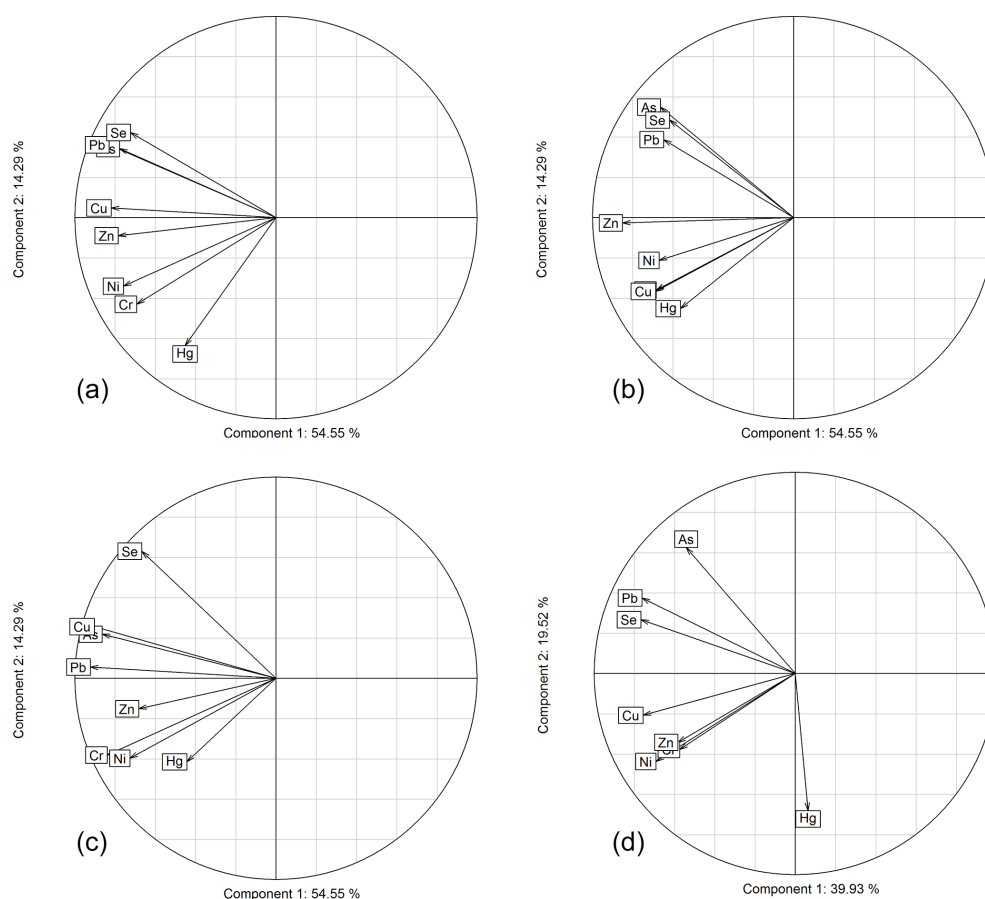 Component 2: 14.29 %
Se
Pb
Cu
Zn
Ni
Cr
Hg
(a)
Component 1: 54.55 %
Component 2: 14.29 %
As
Se
Pb
Zn
Ni
Cu
Hg
(b)
Component 1: 54.55 %
Component 2: 14.29 %
Se
Cu
As
Pb
Zn
Cr
Ni
Hg
(c)
Component 1: 54.55 %
Component 2: 19.52 %
As
Pb
Se
Cu
Zn
Ni
Hg
(d)
Component 1: 39.93 %